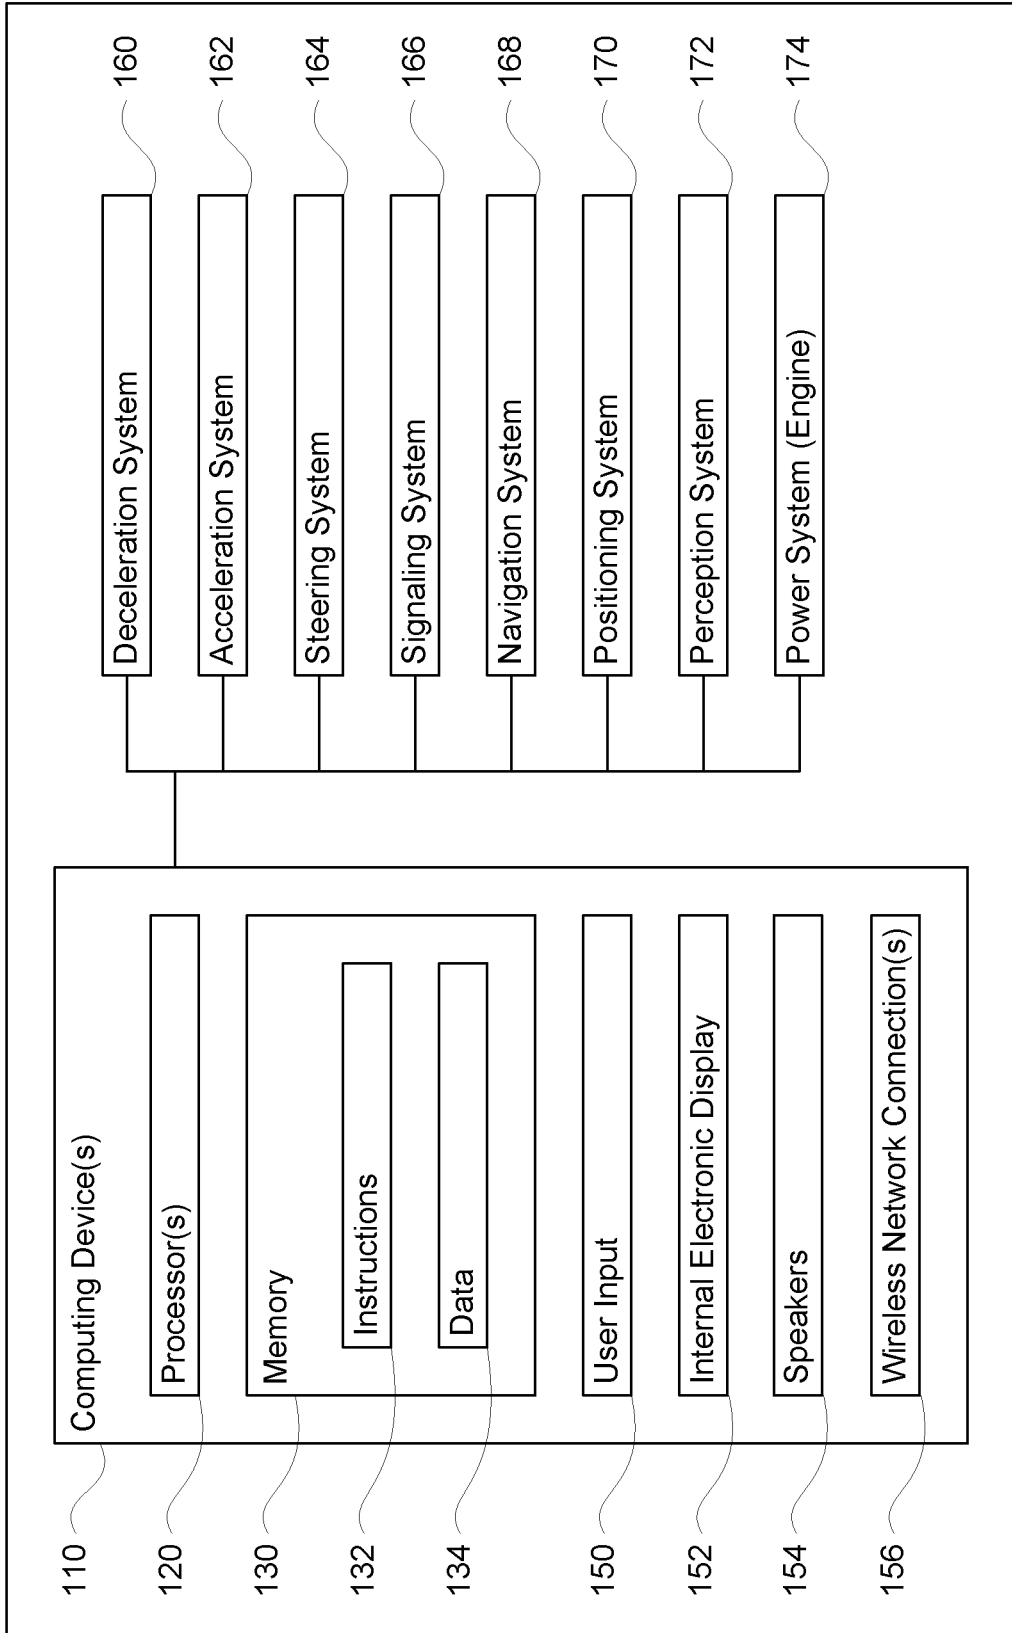 110
Computing Device(s)
120
Processor(s)
130
Memory
132
Instructions
134
Data
150
User Input
152
Internal Electronic Display
154
Speakers
156
Wireless Network Connection(s)
Deceleration System
160
Acceleration System
162
Steering System
164
Signaling System
166
Navigation System
168
Positioning System
170
Perception System
172
Power System (Engine)
174